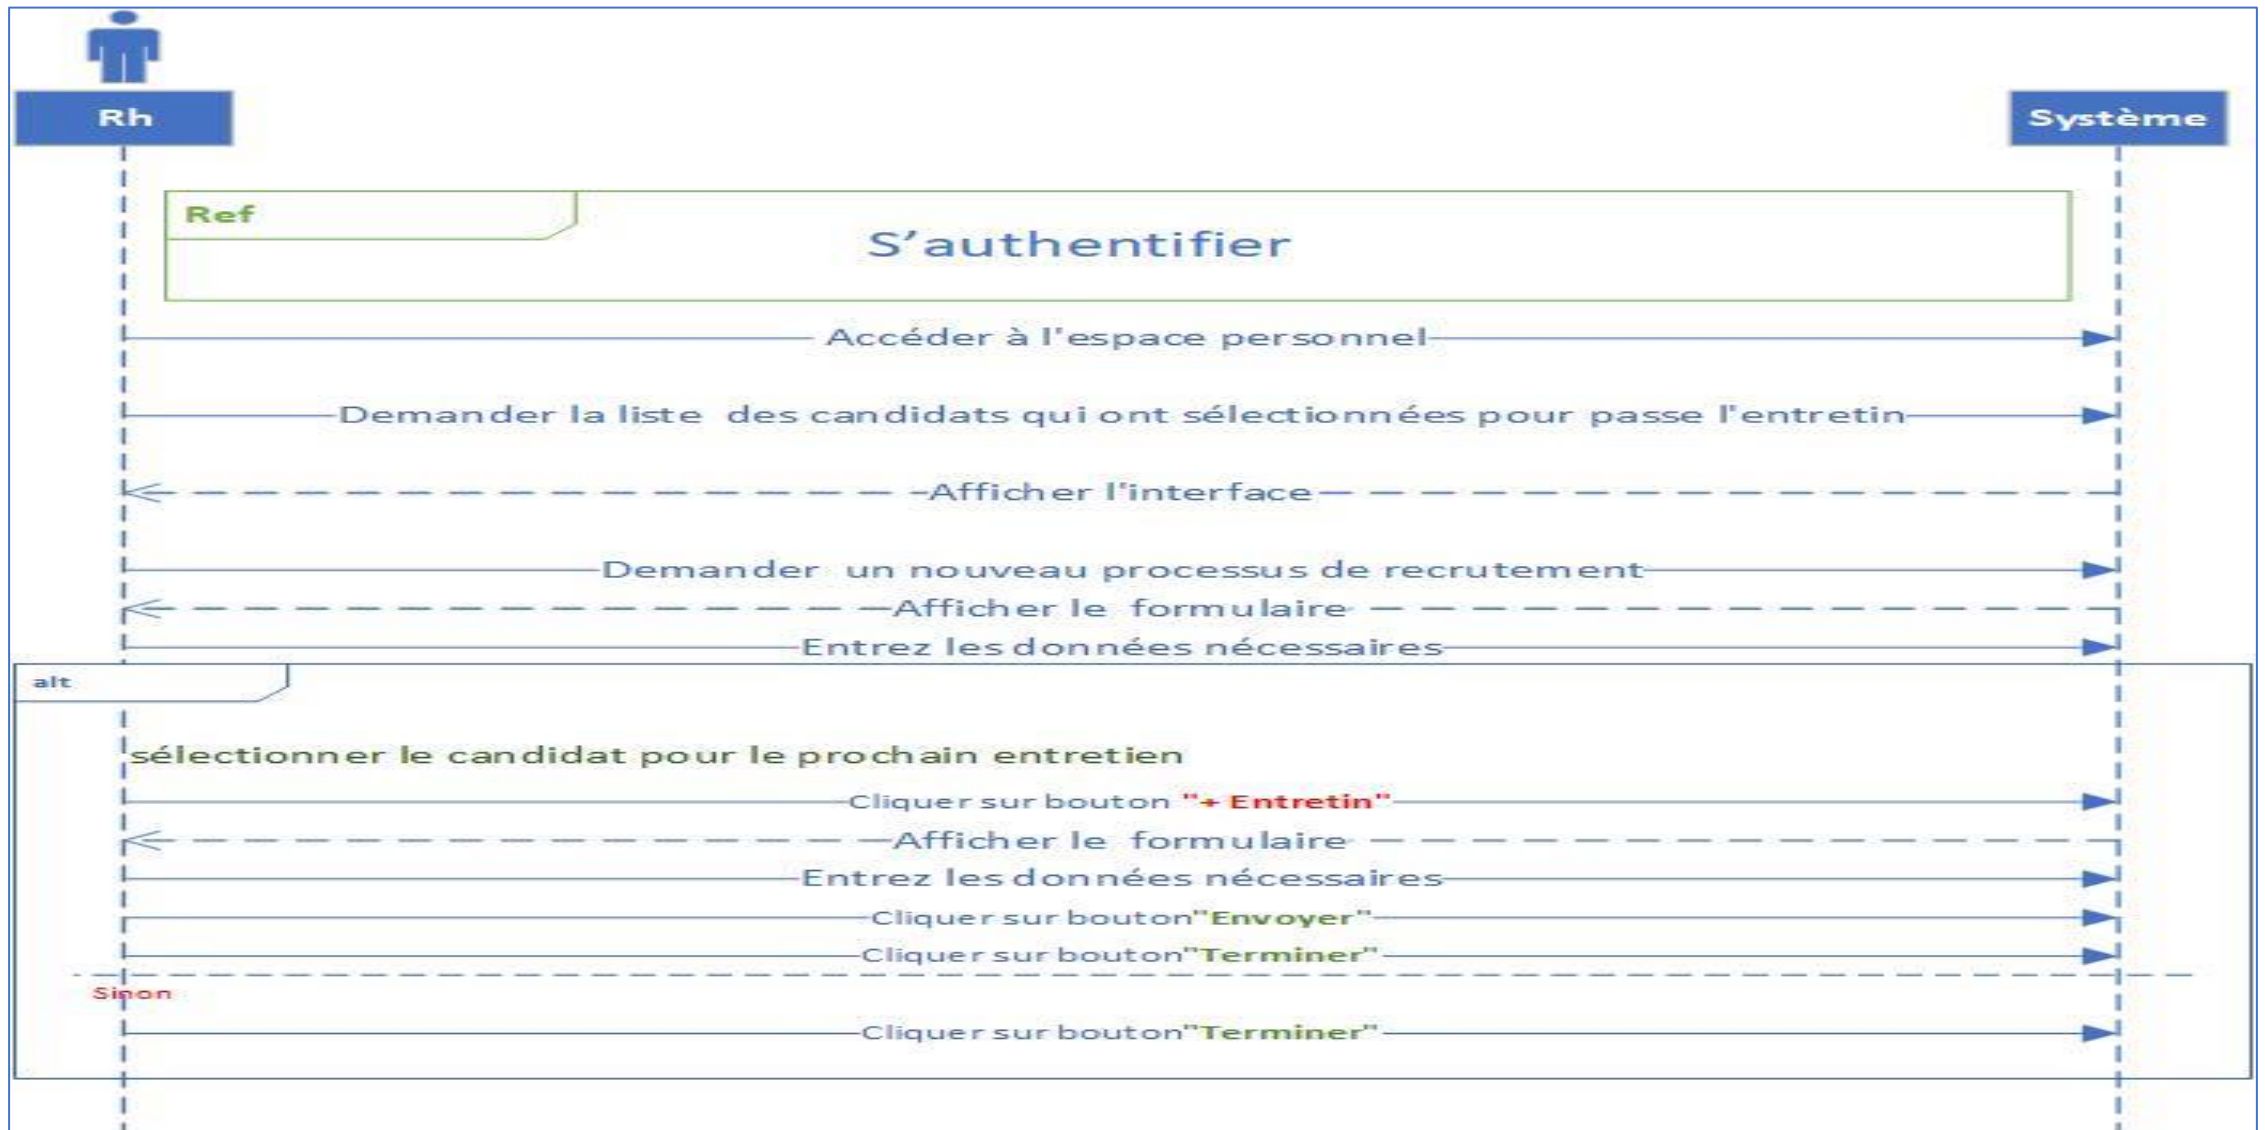 Rh
Système
Ref
S'authentifier
Accéder à l'espace personnel
Demander la liste des candidats qui ont sélectionnées pour passe l'entretin
Afficher l'interface
Demander un nouveau processus de recrutement
Afficher le formulaire
Entrez les données nécessaires
alt
sélectionner le candidat pour le prochain entretien
Cliquer sur bouton "+ Entretin"
Afficher le formulaire
Entrez les données nécessaires
Cliquer sur bouton"Envoyer"
Cliquer sur bouton"Terminer"
Sinon
Cliquer sur bouton"Terminer"